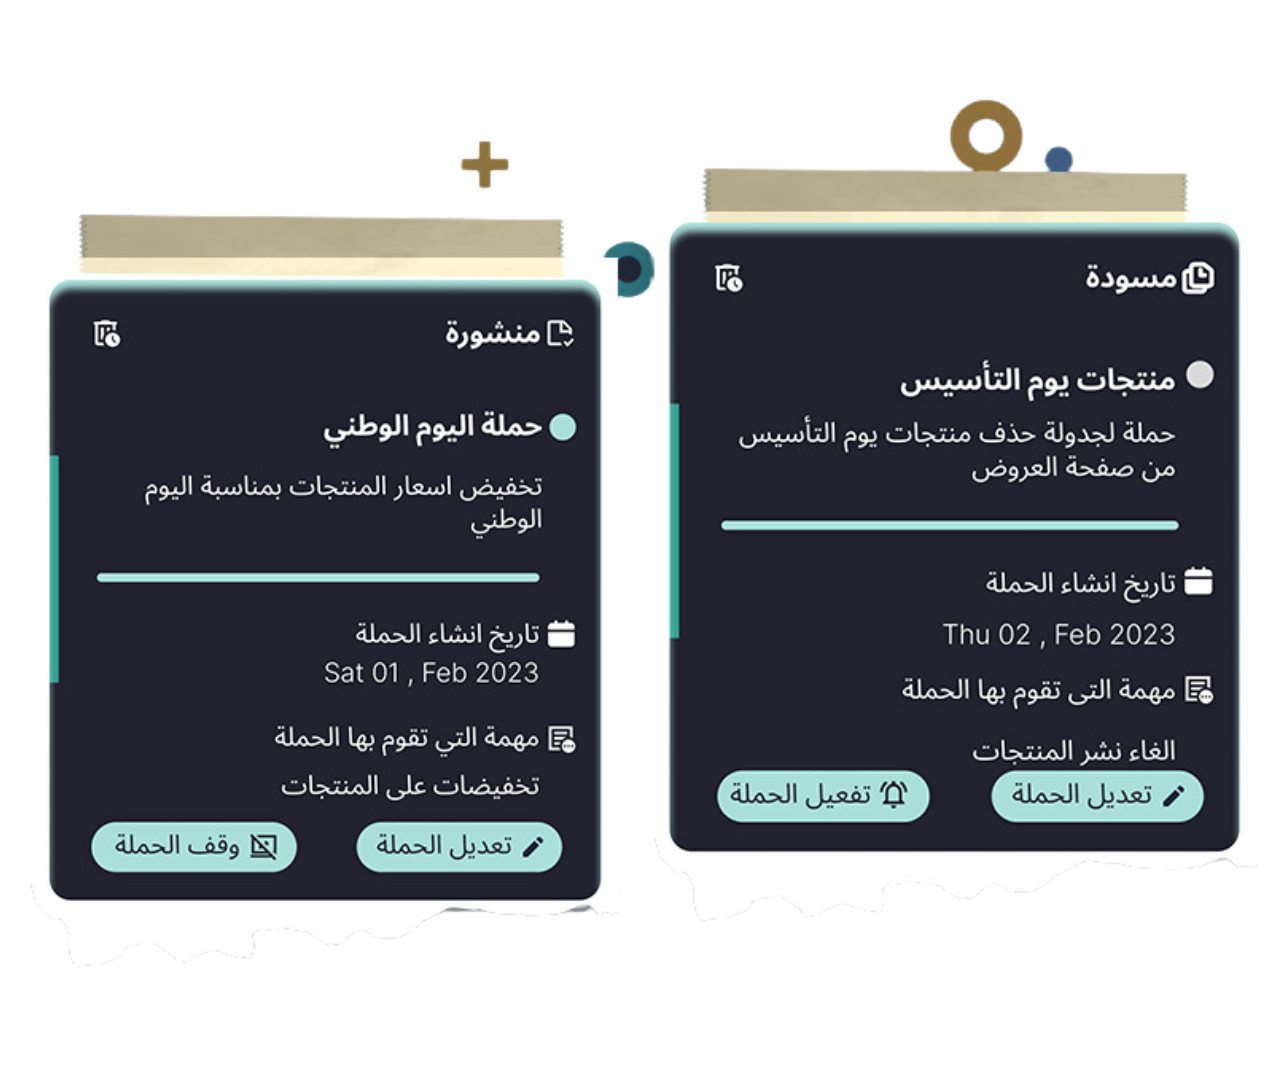 مسودة
منتجات يوم التأسيس
حملة لجدولة حذف منتجات يوم التأسيس
من صفحة العروض
تاريخ انشاء الحملة
Thu 02 , Feb 2023
مهمة التى تقوم بها الحملة
الغاء نشر المنتجات
تعديل الحملة
تفعيل الحملة
منشورة
حملة اليوم الوطني
تخفيض اسعار المنتجات بمناسبة اليوم
الوطني
تاريخ انشاء الحملة
Sat 01 , Feb 2023
مهمة التي تقوم بها الحملة
تخفيضات على المنتجات
تعديل الحملة
وقف الحملة